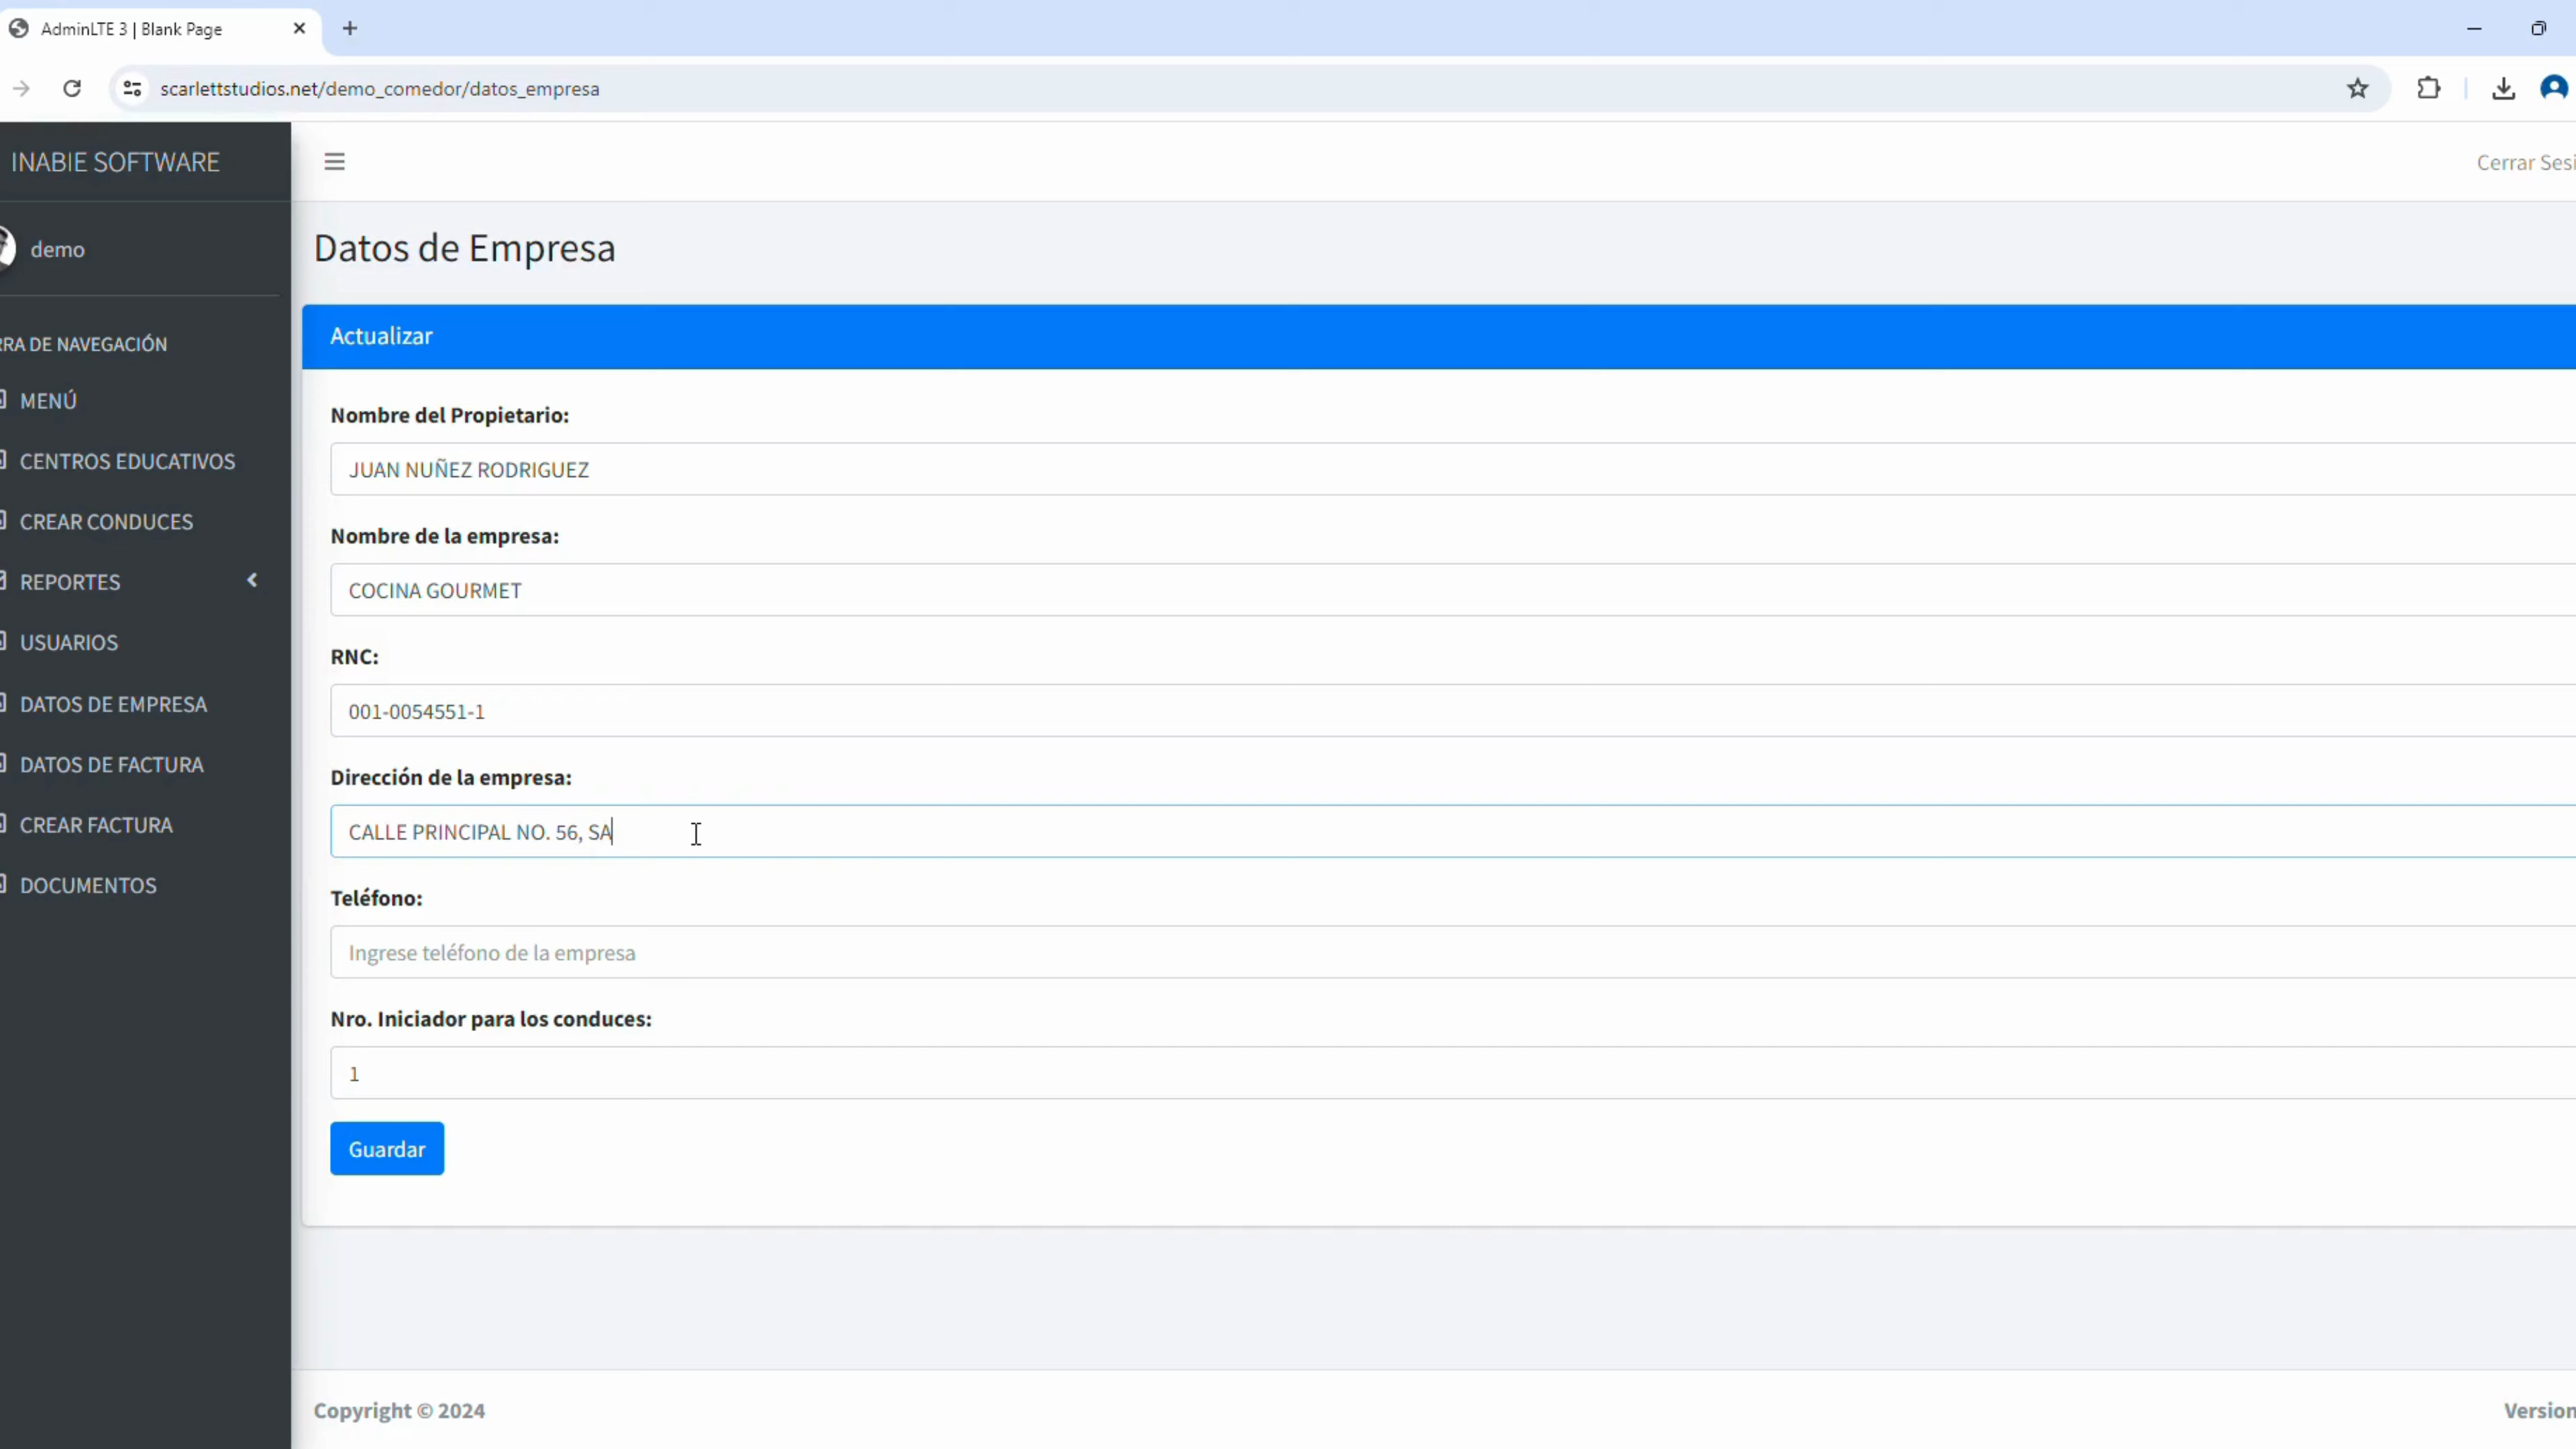 AdminLTE 3 | Blank Page
scarlettstudios.net/demo_comedor/datos_empresa
INABIE SOFTWARE
Cerrar Sesi
demo
Datos de Empresa
RRA DE NAVEGACIÓN
MENÚ
CENTROS EDUCATIVOS
CREAR CONDUCES
REPORTES
USUARIOS
DATOS DE EMPRESA
DATOS DE FACTURA
CREAR FACTURA
DOCUMENTOS
Actualizar
Nombre del Propietario:
JUAN NUÑEZ RODRIGUEZ
Nombre de la empresa:
COCINA GOURMET
RNC:
001-0054551-1
Dirección de la empresa:
CALLE PRINCIPAL NO. 56, SA
Teléfono:
Ingrese teléfono de la empresa
Nro. Iniciador para los conduces:
1
Guardar
Copyright © 2024
Version